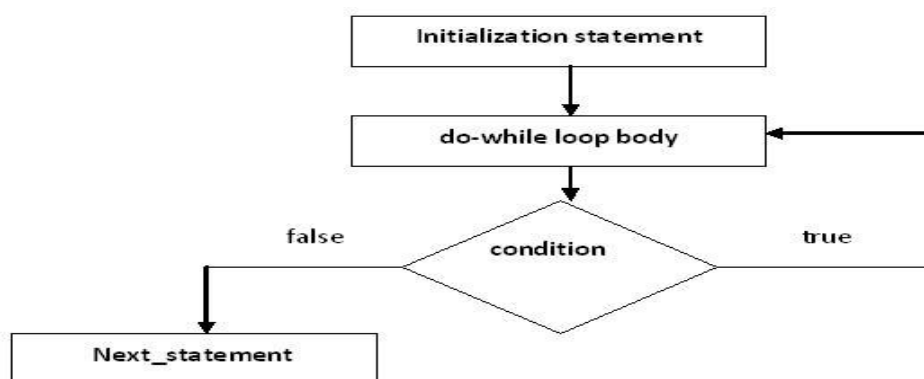 Initialization statement
do-while loop body
false
condition
true
Next_statement